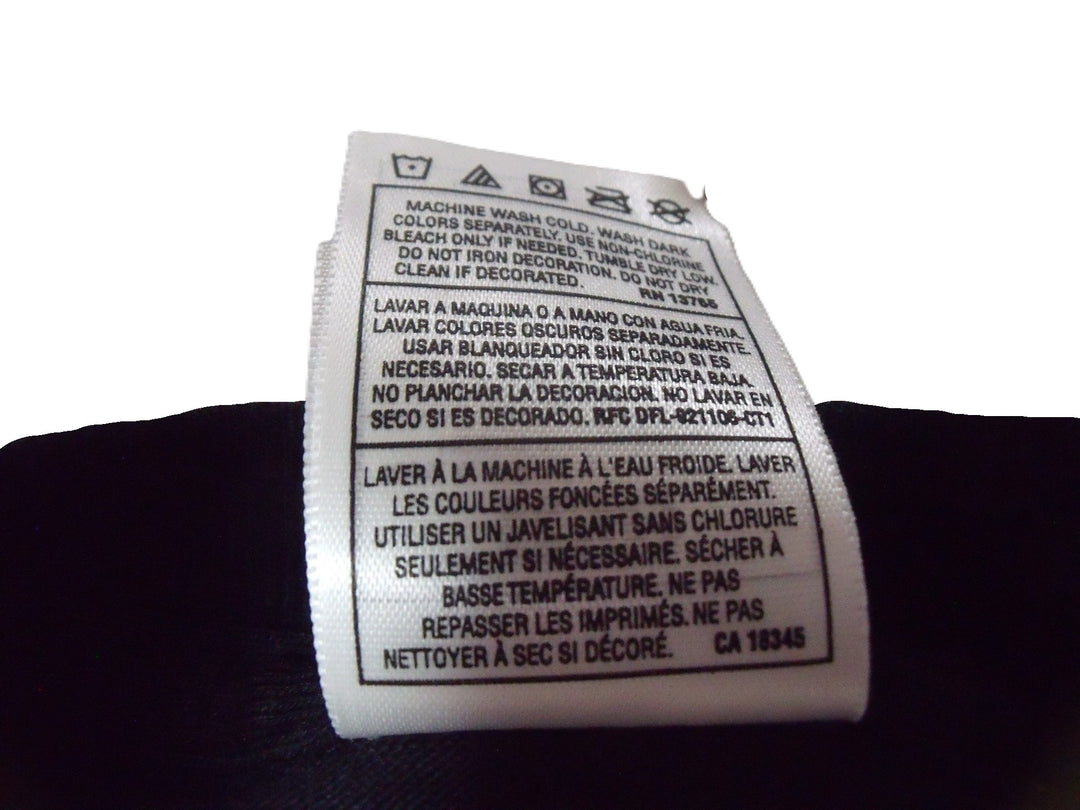 MACHINE WASH COLD. WASH DARK
COLORS SEPARATELY. USE NON-CHLORINE
BLEACH ONLY IF NEEDED. TUMBLE DRY LOW.
DO NOT IRON DECORATION. DO NOT DRY
CLEAN IF DECORATED. RN 13765
LAVAR A MAQUINA O A MANO CON AGUA FRIA.
LAVAR COLORES OSCUROS SEPARADAMENTE.
USAR BLANQUEADOR SIN CLORO SI ES
NECESARIO. SECAR A TEMPERATURA BAJA.
NO PLANCHAR LA DECORACION. NO LAVAR EN
SECO SI ES DECORADO. RFC DFL-821106-CT1
LAVER À LA MACHINE À L'EAU FROIDE. LAVER
LES COULEURS FONCÉES SÉPARÉMENT.
UTILISER UN JAVELISANT SANS CHLORURE
SEULEMENT SI NÉCESSAIRE. SÉCHER À
BASSE TEMPÉRATURE. NE PAS
REPASSER LES IMPRIMÉS. NE PAS
NETTOYER À SEC SI DÉCORÉ. CA 18345